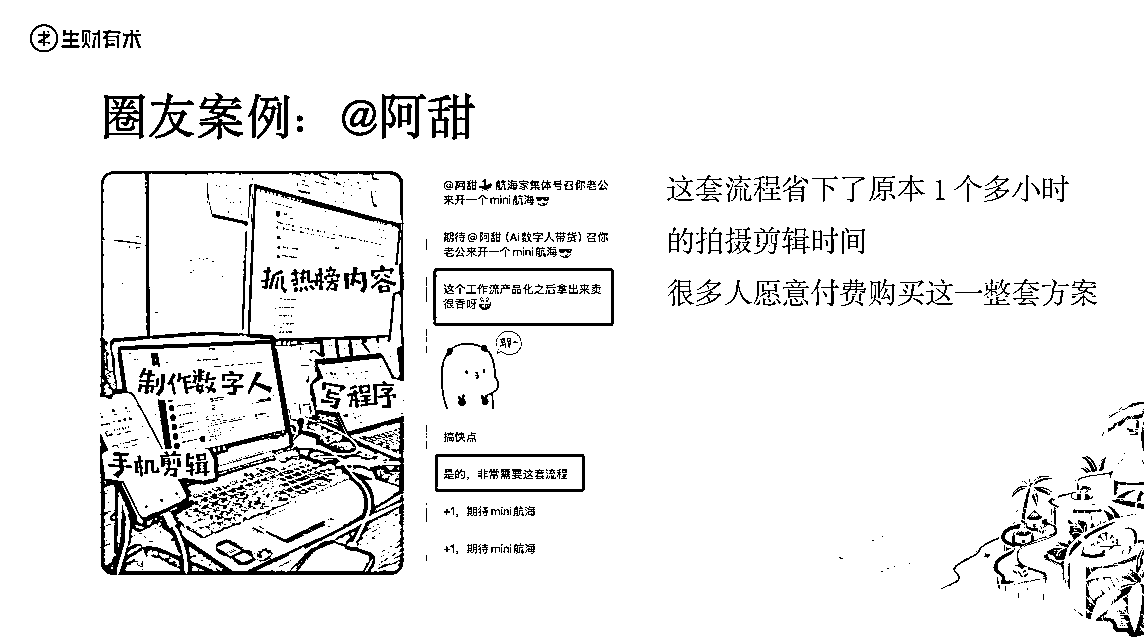 生财有术
圈友案例：@阿甜
抓热榜内容
制作数字人
写程序
手机剪辑
@阿甜 航海家集体号召你老公
来开一个mini航海😎
期待@阿甜（Ai数字人带货）召你
老公来开一个mini航海😎
这个工作流产品化之后拿出来卖
很香呀
搞快点
是的，非常需要这套流程
+1，期待mini航海
+1，期待mini航海
这套流程省下了原本 1 个多小时
的拍摄剪辑时间
很多人愿意付费购买这一整套方案